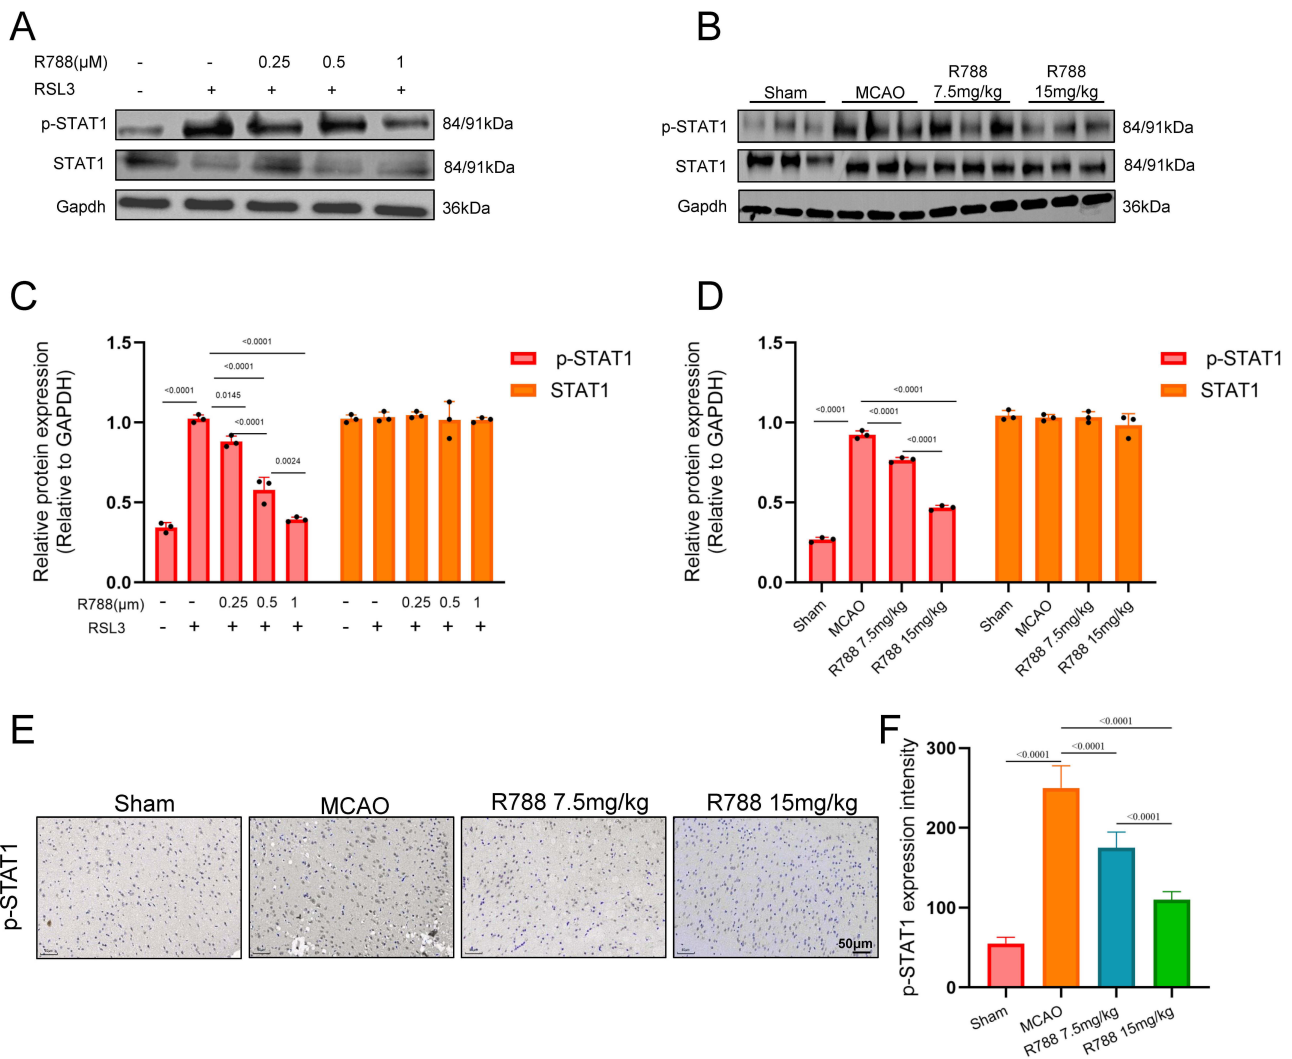 A
R788(μM) - - 0.25 0.5 1
RSL3 - + + + +
p-STAT1 84/91kDa
STAT1 84/91kDa
Gapdh 36kDa
B
Sham MCAO R788 7.5mg/kg R788 15mg/kg
p-STAT1 84/91kDa
STAT1 84/91kDa
Gapdh 36kDa
C
Relative protein expression
(Relative to GAPDH)
1.5
1.0
0.5
0.0
<0.0001
<0.0001
<0.0001
0.0145
<0.0001
0.0024
p-STAT1
STAT1
R788(μm) - - 0.25 0.5 1 - - 0.25 0.5 1
RSL3 - + + + + - + + + +
D
Relative protein expression
(Relative to GAPDH)
1.5
1.0
0.5
0.0
<0.0001
<0.0001
<0.0001
<0.0001
p-STAT1
STAT1
Sham
MCAO
R788 7.5mg/kg
R788 15mg/kg
Sham
MCAO
R788 7.5mg/kg
R788 15mg/kg
E
Sham MCAO R788 7.5mg/kg R788 15mg/kg
p-STAT1
50μm
F
p-STAT1 expression intensity
300
200
100
0
<0.0001
<0.0001
<0.0001
<0.0001
Sham
MCAO
R788 7.5mg/kg
R788 15mg/kg